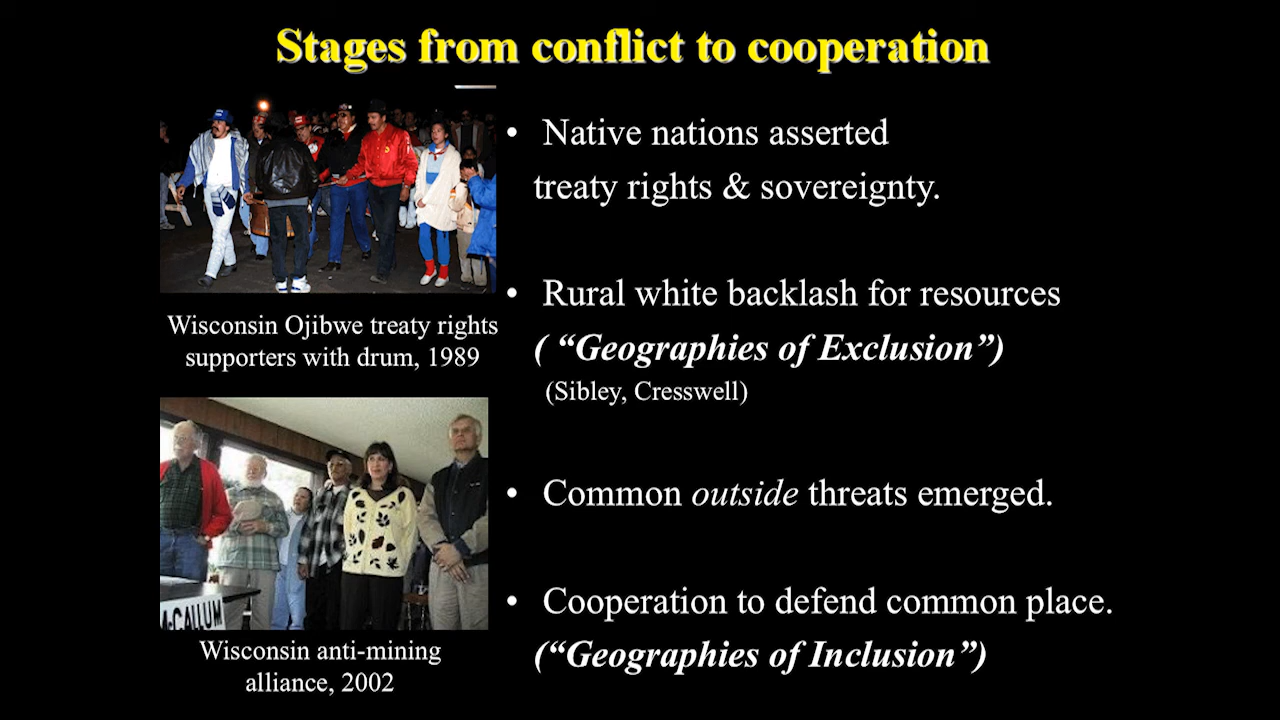 Stages from conflict to cooperation
• Native nations asserted
treaty rights & sovereignty.
• Rural white backlash for resources
( “Geographies of Exclusion”)
(Sibley, Cresswell)
• Common outside threats emerged.
• Cooperation to defend common place.
(“Geographies of Inclusion”)
Wisconsin Ojibwe treaty rights
supporters with drum, 1989
McCALLUM
Wisconsin anti-mining
alliance, 2002